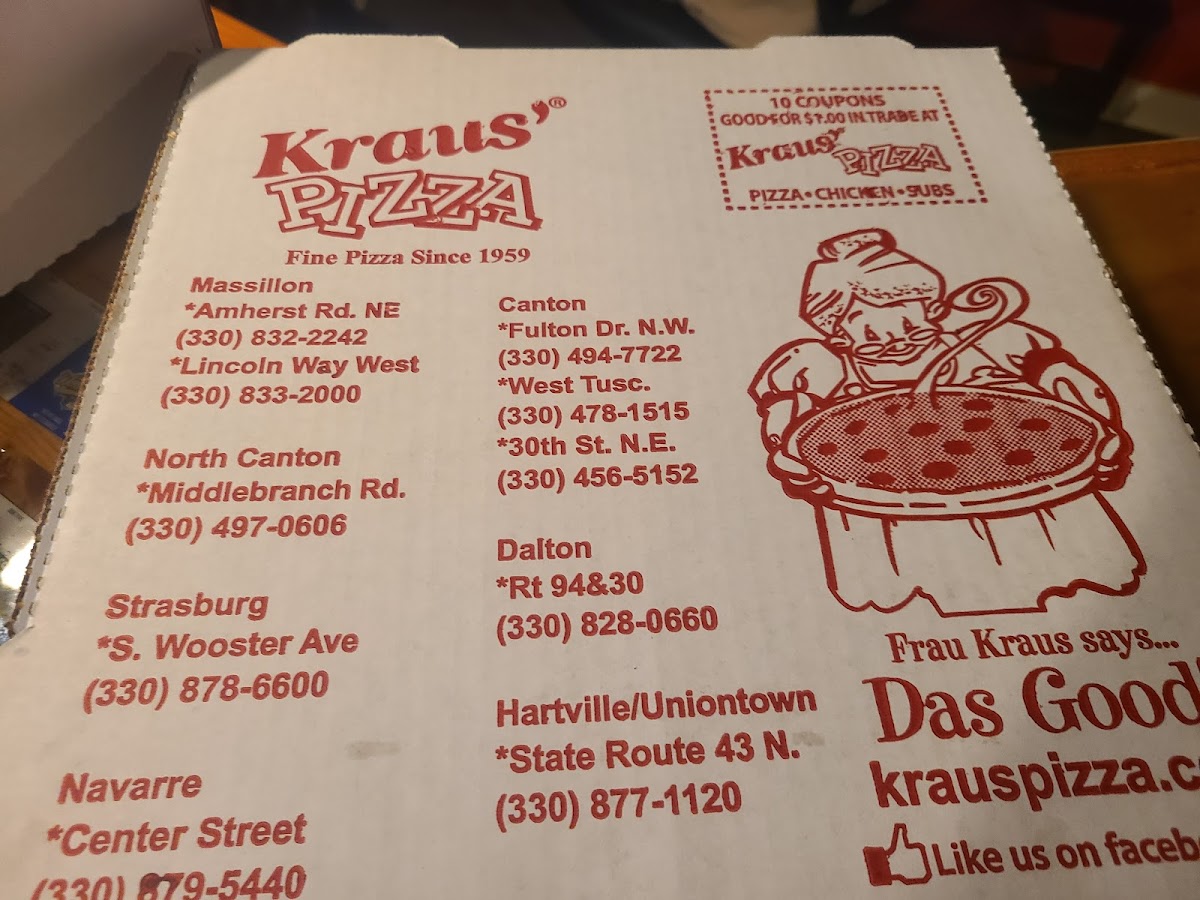 Kraus'®
PIZZA
Fine Pizza Since 1959
Massillon
*Amherst Rd. NE
(330) 832-2242
*Lincoln Way West
(330) 833-2000
North Canton
*Middlebranch Rd.
(330) 497-0606
Strasburg
*S. Wooster Ave
(330) 878-6600
Navarre
*Center Street
(330) 879-5440
Canton
*Fulton Dr. N.W.
(330) 494-7722
*West Tusc.
(330) 478-1515
*30th St. N.E.
(330) 456-5152
Dalton
*Rt 94&30
(330) 828-0660
Hartville/Uniontown
*State Route 43 N.
(330) 877-1120
10 COUPONS
GOOD FOR $1.00 IN TRADE AT
Kraus'
PIZZA
PIZZA • CHICKEN • SUBS
Frau Kraus says...
Das Good
krauspizza.c
Like us on faceb